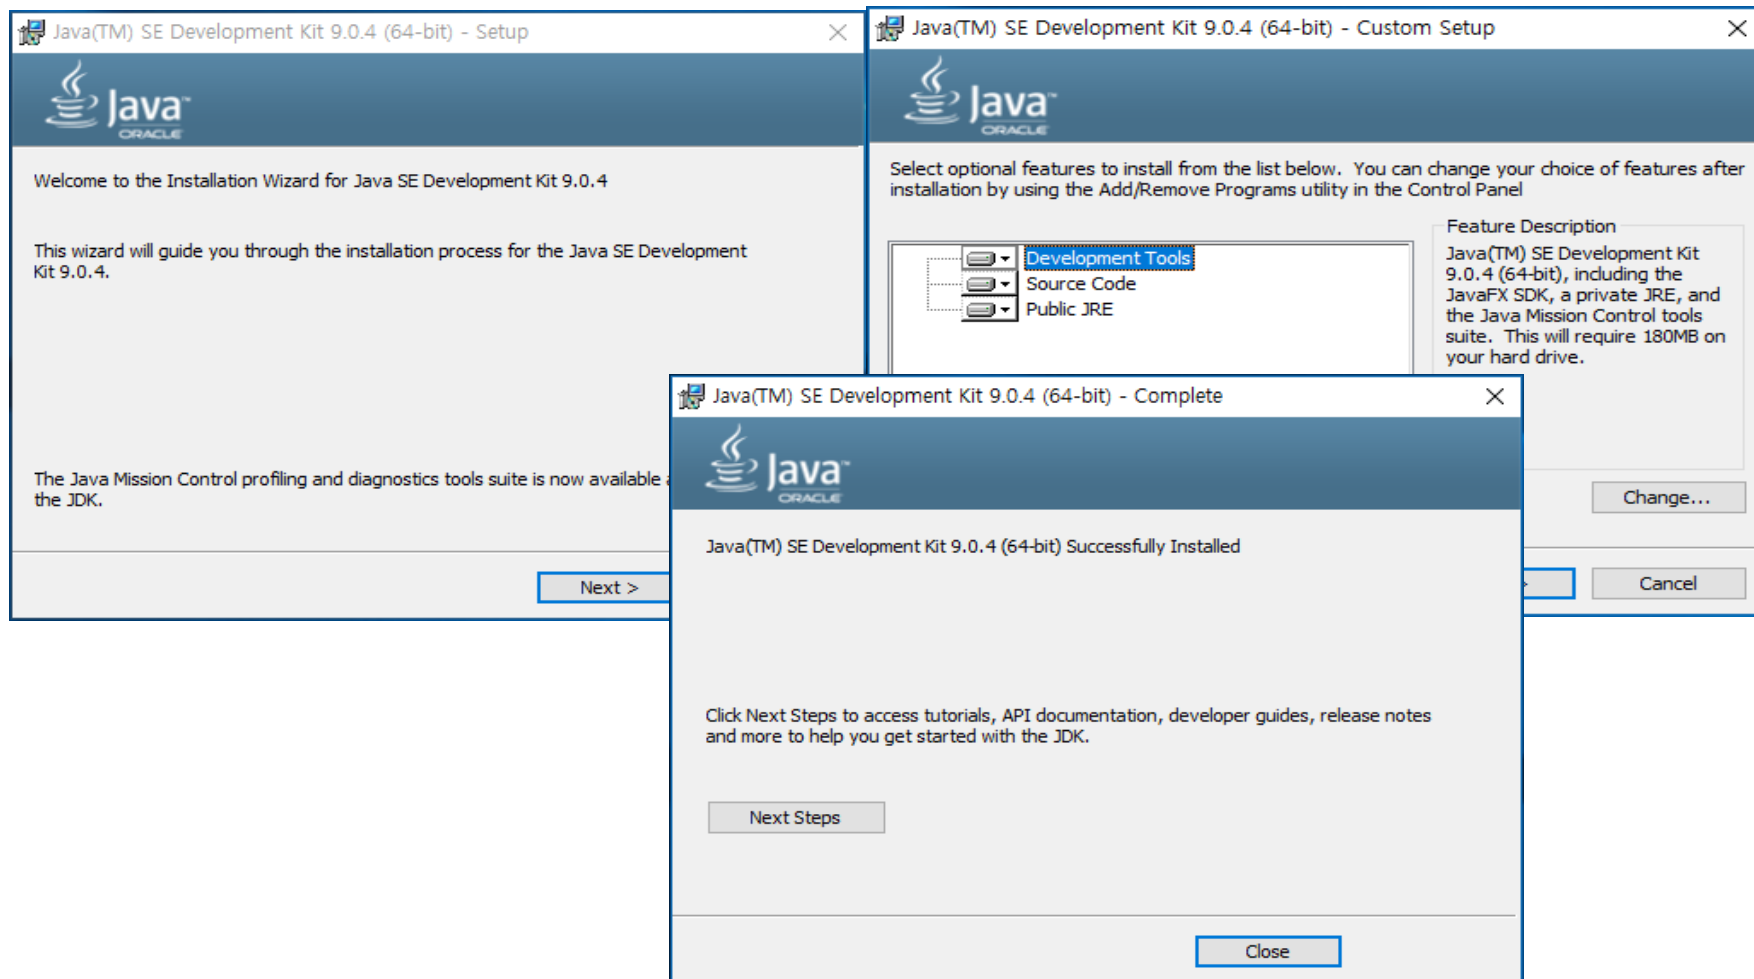 Java(TM) SE Development Kit 9.0.4 (64-bit) - Setup
Java™
ORACLE
Welcome to the Installation Wizard for Java SE Development Kit 9.0.4
This wizard will guide you through the installation process for the Java SE Development
Kit 9.0.4.
The Java Mission Control profiling and diagnostics tools suite is now available
the JDK.
Next >
Java(TM) SE Development Kit 9.0.4 (64-bit) - Custom Setup
Java™
ORACLE
Select optional features to install from the list below. You can change your choice of features after
installation by using the Add/Remove Programs utility in the Control Panel
Development Tools
Source Code
Public JRE
Feature Description
Java(TM) SE Development Kit
9.0.4 (64-bit), including the
JavaFX SDK, a private JRE, and
the Java Mission Control tools
suite. This will require 180MB on
your hard drive.
Change...
Cancel
Java(TM) SE Development Kit 9.0.4 (64-bit) - Complete
Java™
ORACLE
Java(TM) SE Development Kit 9.0.4 (64-bit) Successfully Installed
Click Next Steps to access tutorials, API documentation, developer guides, release notes
and more to help you get started with the JDK.
Next Steps
Close